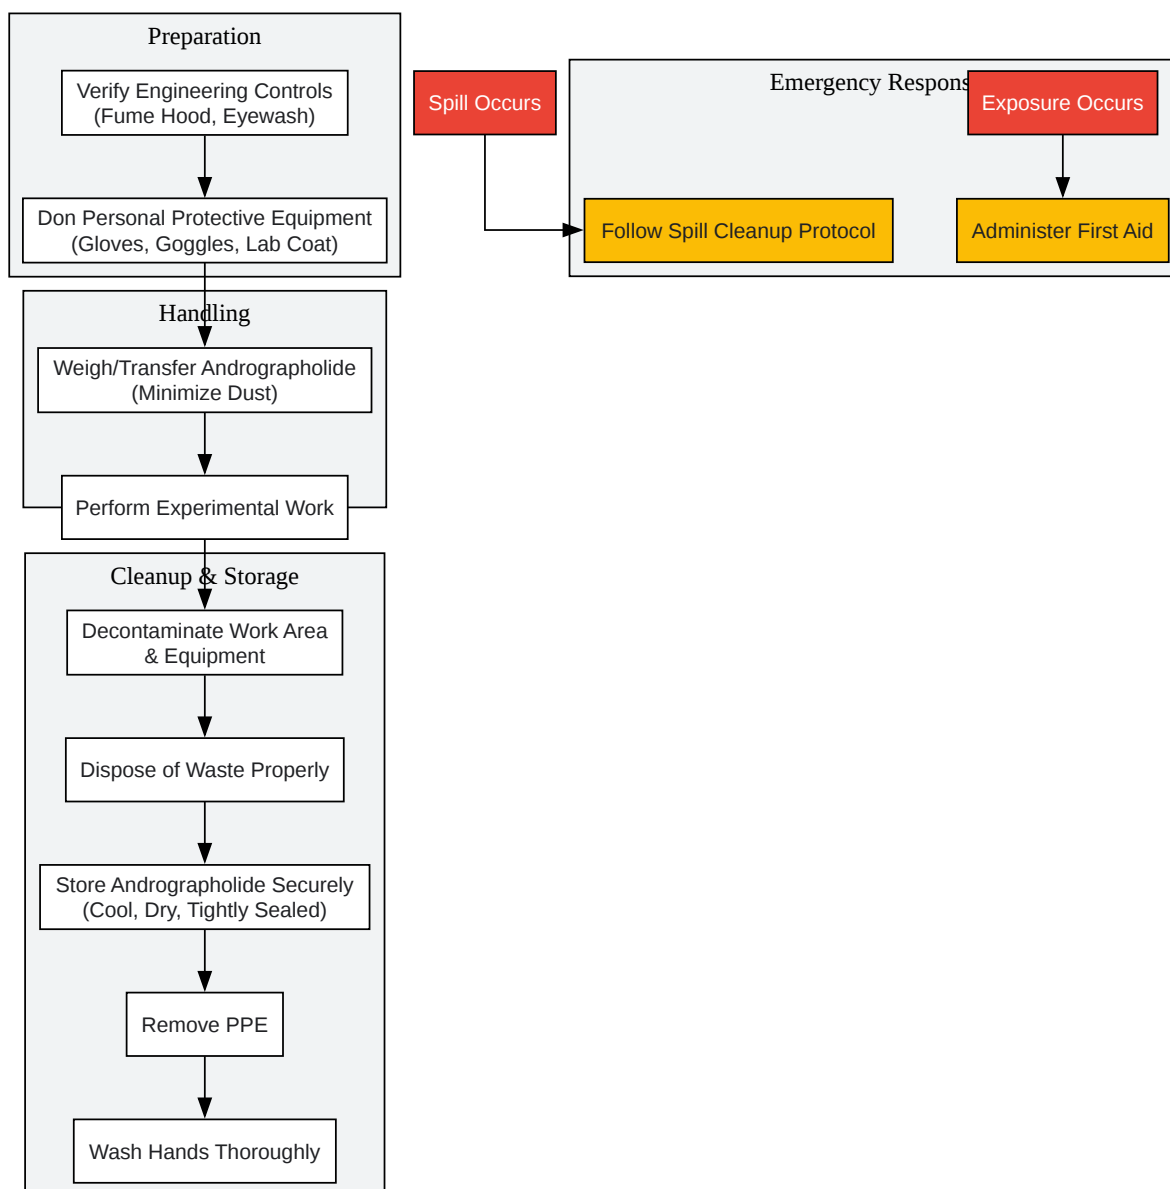 Preparation
Verify Engineering Controls
(Fume Hood, Eyewash)
Don Personal Protective Equipment
(Gloves, Goggles, Lab Coat)
Handling
Weigh/Transfer Andrographolide
(Minimize Dust)
Perform Experimental Work
Cleanup & Storage
Decontaminate Work Area
& Equipment
Dispose of Waste Properly
Store Andrographolide Securely
(Cool, Dry, Tightly Sealed)
Remove PPE
Wash Hands Thoroughly
Spill Occurs
Emergency Respons
Exposure Occurs
Follow Spill Cleanup Protocol
Administer First Aid